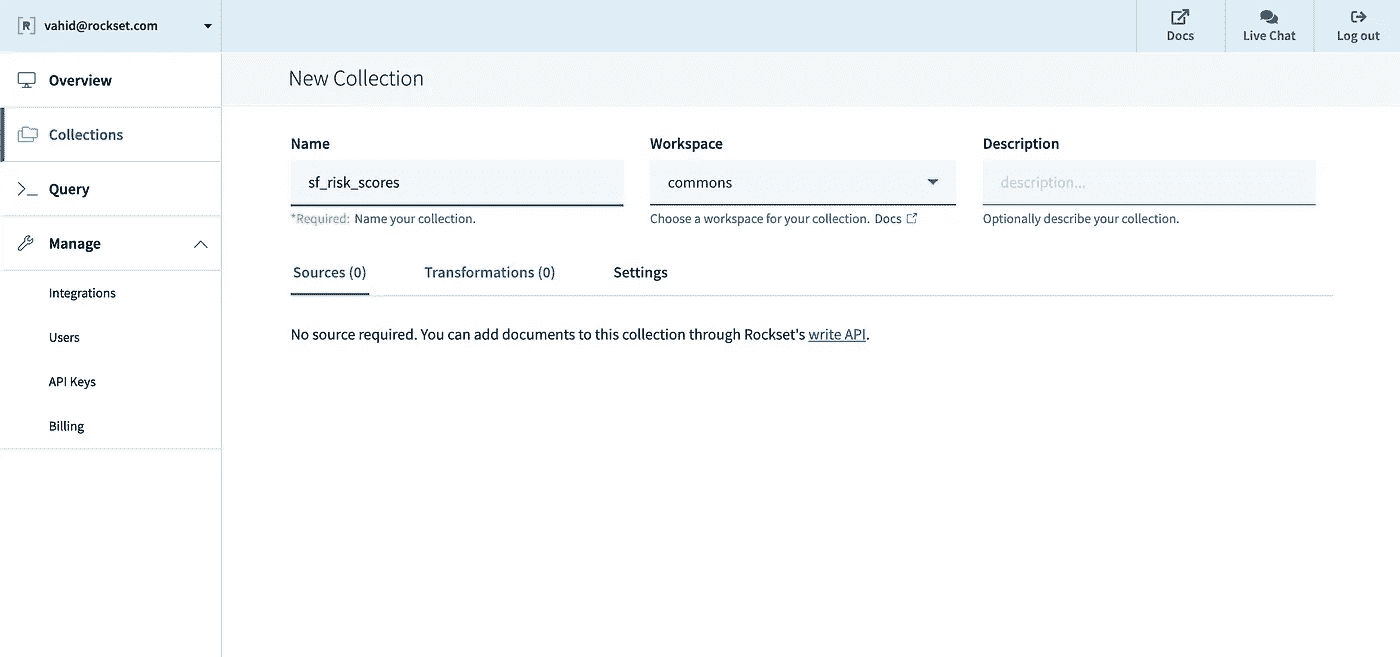 [R] vahid@rockset.com
Docs
Live Chat
Log out
Overview
Collections
Query
Manage
Integrations
Users
API Keys
Billing
New Collection
Name
sf_risk_scores
*Required: Name your collection.
Workspace
commons
Choose a workspace for your collection. Docs
Description
description...
Optionally describe your collection.
Sources (0) Transformations (0) Settings
No source required. You can add documents to this collection through Rockset's write API.